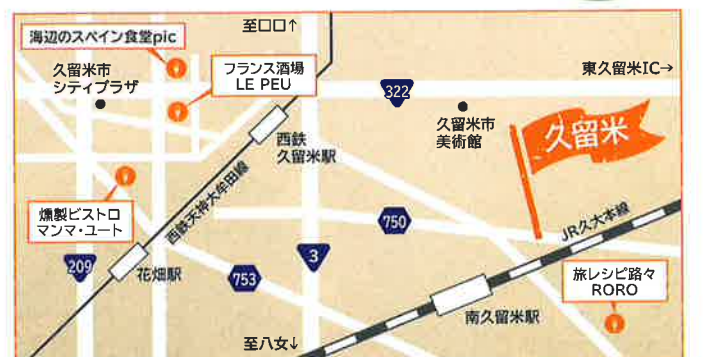 至□□↑
海辺のスペイン食堂pic
東久留米IC→
久留米市
シティプラザ
フランス酒場
LE PEU
322
久留米市
美術館
久留米
西鉄
久留米駅
燻製ビストロ
マンマ・ユート
西鉄天神大牟田線
750
JR久大本線
209
花畑駅
753
3
旅レシピ路々
RORO
南久留米駅
至八女↓